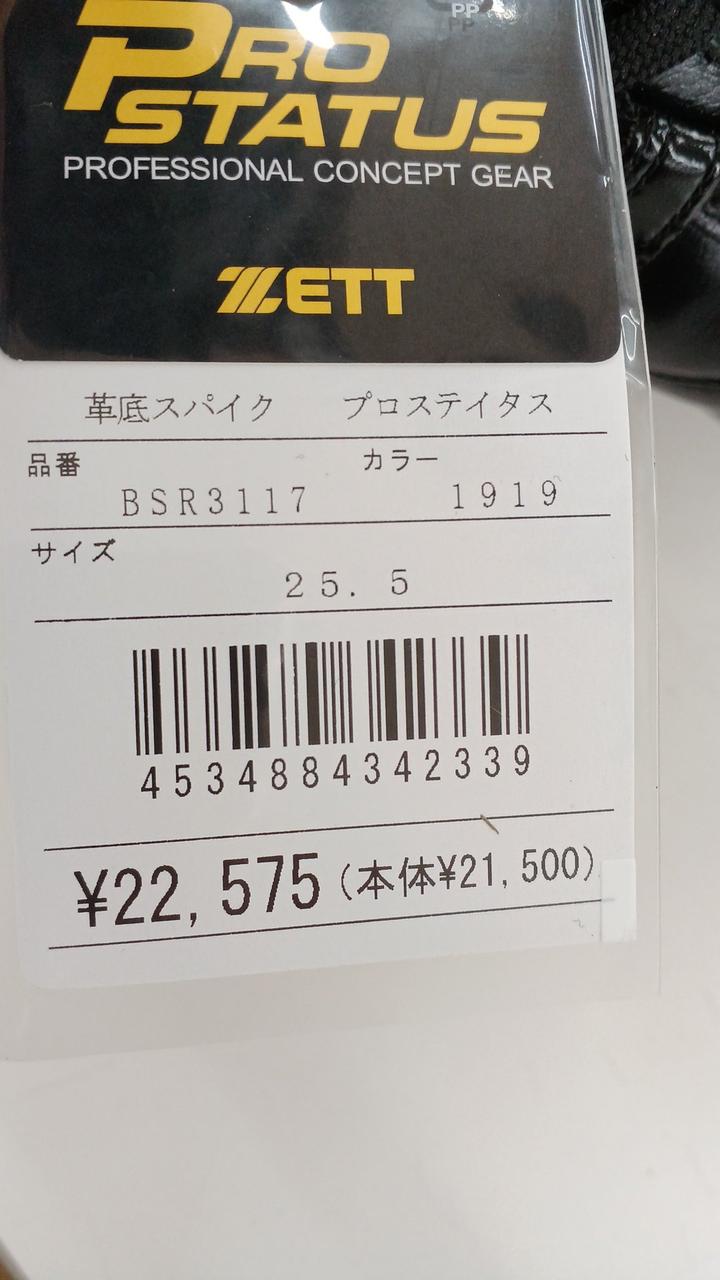 PP
PRO
STATUS
PROFESSIONAL CONCEPT GEAR
ZETT
革底スパイク　プロステイタス
品番　カラー
BSR3117　1919
サイズ
25.5
4534884342339
¥22,575(本体¥21,500)